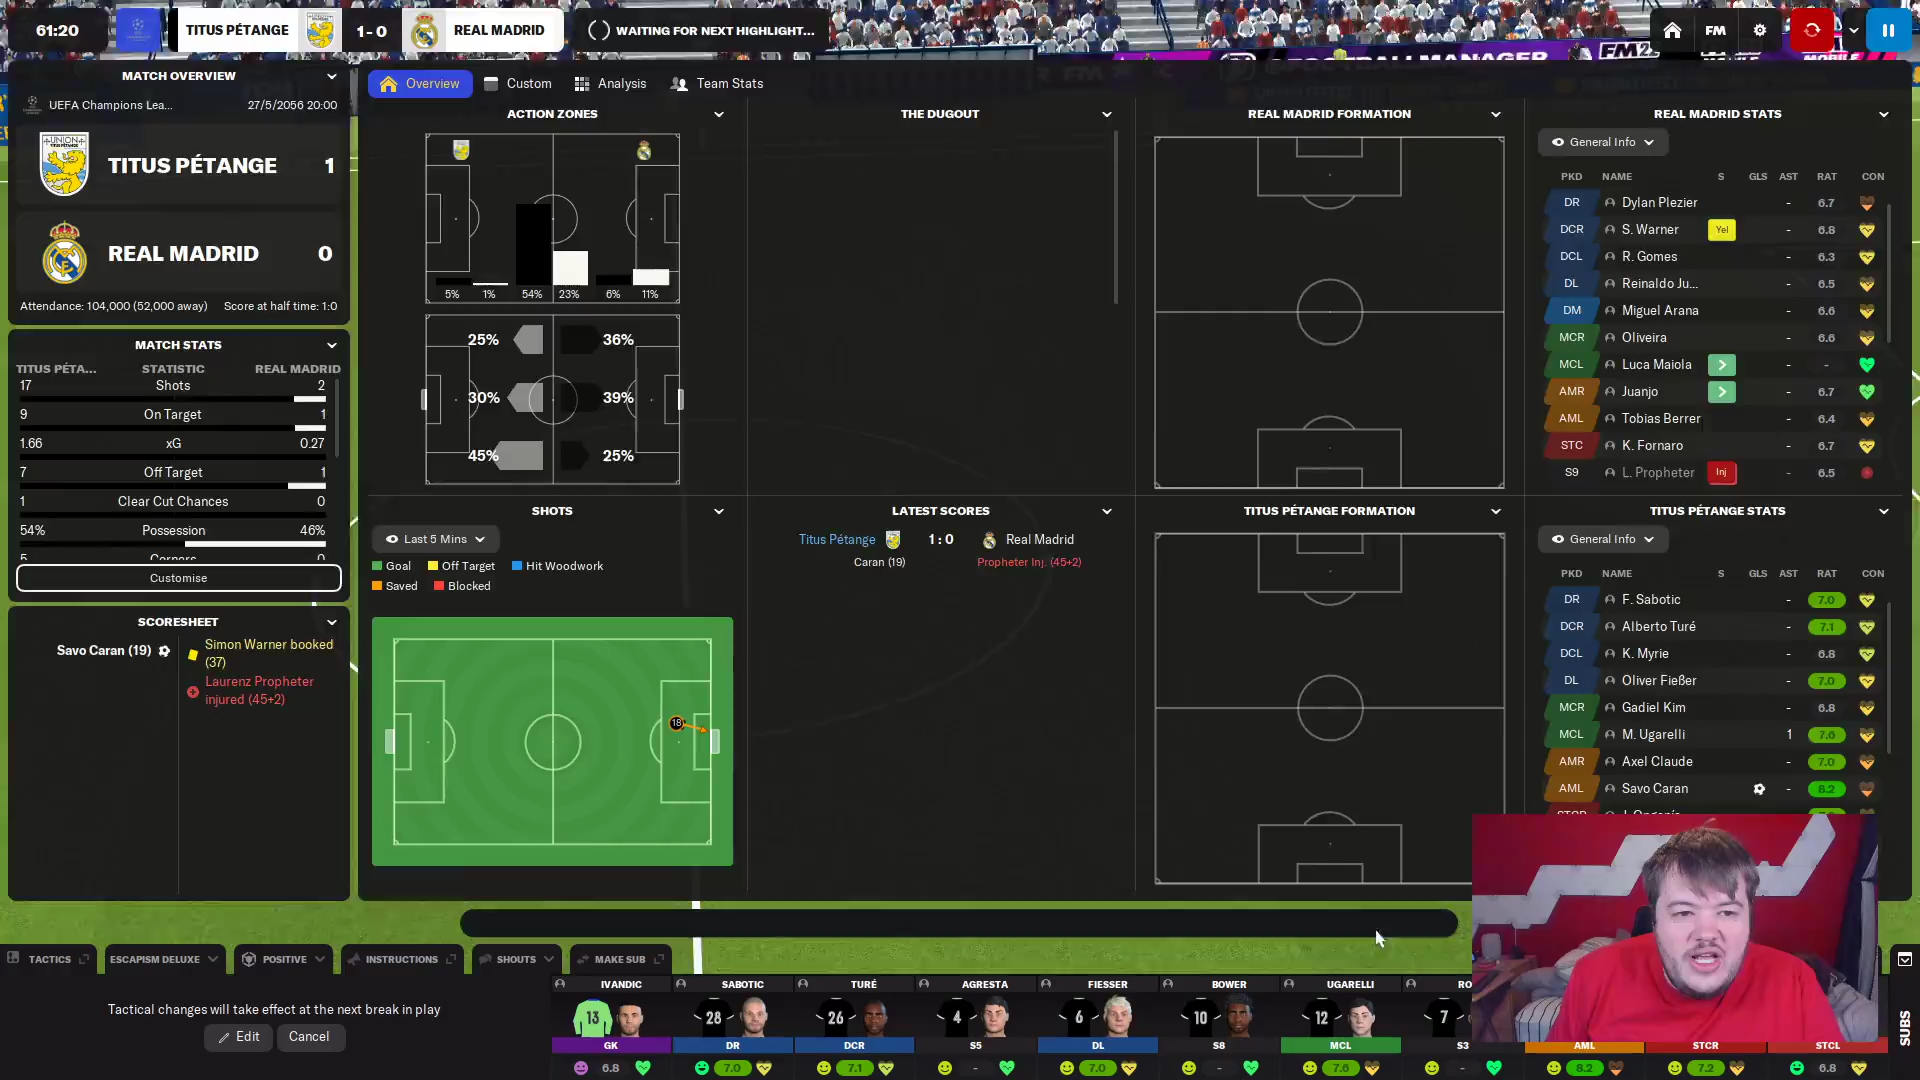 61:20
TITUS PÉTANGE
1 - 0
REAL MADRID
WAITING FOR NEXT HIGHLIGHT...
FM
MATCH OVERVIEW
UEFA Champions Lea...
27/5/2056 20:00
TITUS PÉTANGE 1
REAL MADRID 0
Attendance: 104,000 (52,000 away)
Score at half time: 1:0
MATCH STATS
TITUS PÉTA... STATISTIC REAL MADRID
17 Shots 2
9 On Target 1
1.66 xG 0.27
7 Off Target 1
1 Clear Cut Chances 0
54% Possession 46%
5 Corners 0
Customise
SCORESHEET
Savo Caran (19)
Simon Warner booked
(37)
Laurenz Propheter
injured (45+2)
Overview
Custom
Analysis
Team Stats
ACTION ZONES
5% 1% 54% 23% 6% 11%
25% 36%
30% 39%
45% 25%
SHOTS
Last 5 Mins
Goal Off Target Hit Woodwork
Saved Blocked
18
THE DUGOUT
LATEST SCORES
Titus Pétange 1 : 0 Real Madrid
Caran (19) Propheter Inj. (45+2)
REAL MADRID FORMATION
TITUS PÉTANGE FORMATION
REAL MADRID STATS
General Info
PKD NAME S GLS AST RAT CON
DR Dylan Plezier - 6.7
DCR S. Warner Yel - 6.8
DCL R. Gomes - 6.3
DL Reinaldo Ju... - 6.5
DM Miguel Arana - 6.6
MCR Oliveira - 6.6
MCL Luca Maiola - -
AMR Juanjo - 6.7
AML Tobias Berrer - 6.4
STC K. Fornaro - 6.7
S9 L. Propheter Inj - 6.5
TITUS PÉTANGE STATS
General Info
PKD NAME S GLS AST RAT CON
DR F. Sabotic - 7.0
DCR Alberto Turé - 7.1
DCL K. Myrie - 6.8
DL Oliver Fießer - 7.0
MCR Gadiel Kim - 6.8
MCL M. Ugarelli 1 7.6
AMR Axel Claude - 7.0
AML Savo Caran - 8.2
TACTICS
ESCAPISM DELUXE
POSITIVE
INSTRUCTIONS
SHOUTS
MAKE SUB
Tactical changes will take effect at the next break in play
Edit
Cancel
IVANDIC SABOTIC TURÉ AGRESTA FIESSER BOWER UGARELLI RO
13 28 26 4 6 10 12 7
GK DR DCR S5 DL S8 MCL S3 AML STCR STCL
6.8 7.0 7.1 - 7.0 - 7.6 - 8.2 7.2 6.8
SUBS